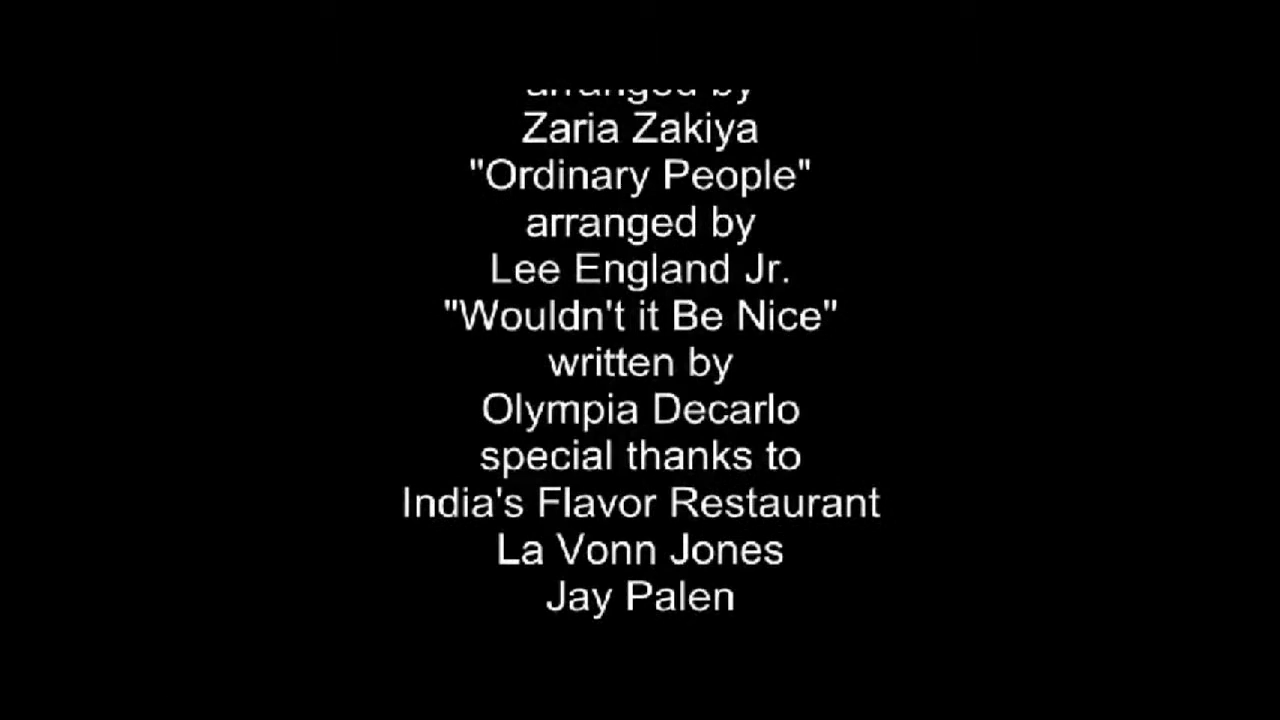 arranged by
Zaria Zakiya
"Ordinary People"
arranged by
Lee England Jr.
"Wouldn't it Be Nice"
written by
Olympia Decarlo
special thanks to
India's Flavor Restaurant
La Vonn Jones
Jay Palen